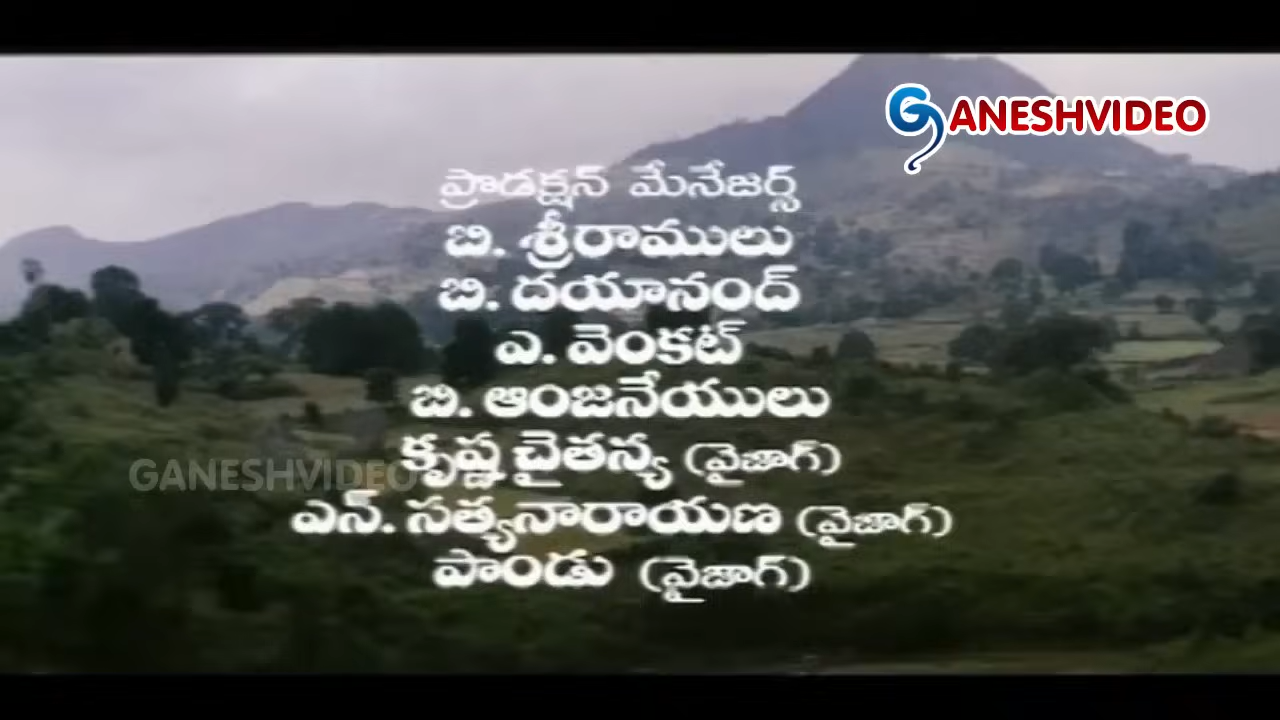 GANESHVIDEO
ప్రొడక్షన్ మేనేజర్స్
బి. శ్రీరాములు
బి. దయానంద్
ఎ. వెంకట్
బి. ఆంజనేయులు
కృష్ణ చైతన్య (వైజాగ్)
GANESHVIDEO
ఎన్. సత్యనారాయణ (వైజాగ్)
పాండు (వైజాగ్)